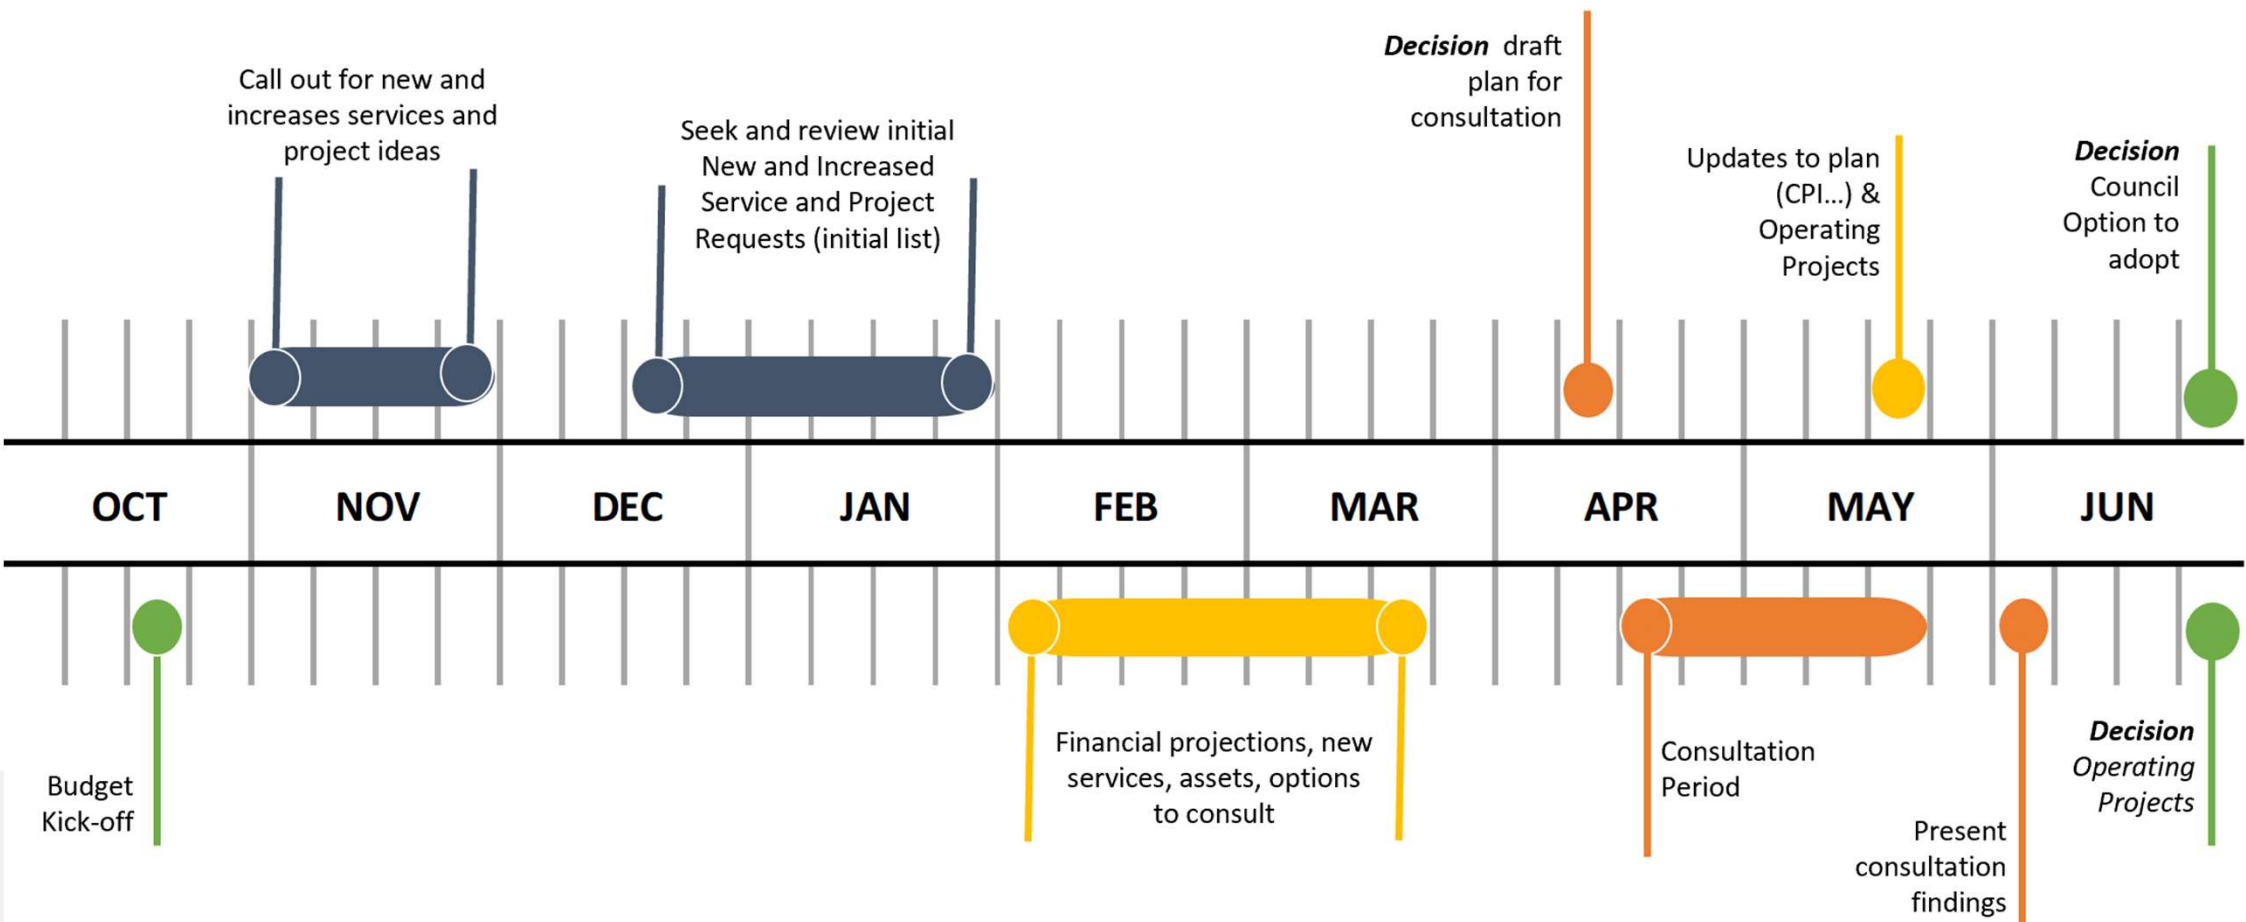 Call out for new and
increases services and
project ideas
Seek and review initial
New and Increased
Service and Project
Requests (initial list)
Decision draft
plan for
consultation
Updates to plan
(CPI...) &
Operating
Projects
Decision
Council
Option to
adopt
OCT
NOV
DEC
JAN
FEB
MAR
APR
MAY
JUN
Budget
Kick-off
Financial projections, new
services, assets, options
to consult
Consultation
Period
Present
consultation
findings
Decision
Operating
Projects